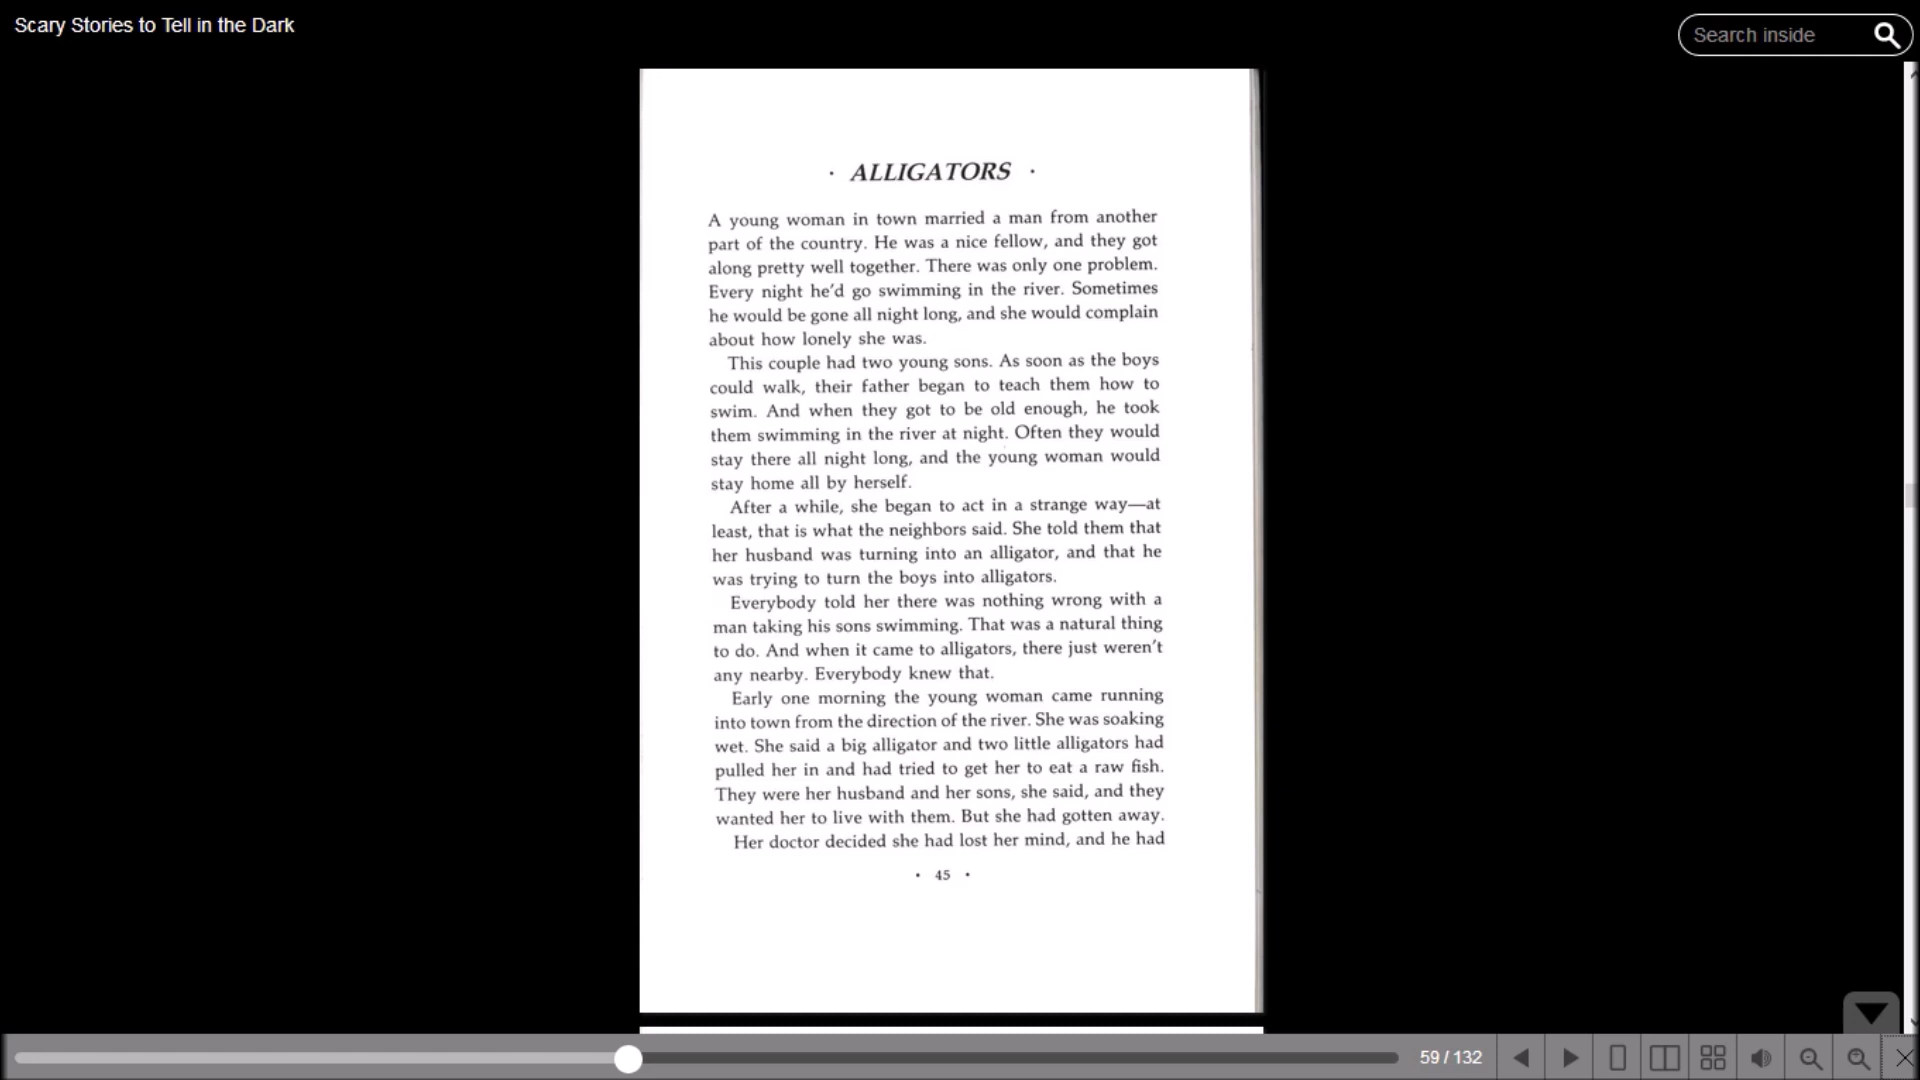 Scary Stories to Tell in the Dark
Search inside
· ALLIGATORS ·
A young woman in town married a man from another
part of the country. He was a nice fellow, and they got
along pretty well together. There was only one problem.
Every night he'd go swimming in the river. Sometimes
he would be gone all night long, and she would complain
about how lonely she was.
This couple had two young sons. As soon as the boys
could walk, their father began to teach them how to
swim. And when they got to be old enough, he took
them swimming in the river at night. Often they would
stay there all night long, and the young woman would
stay home all by herself.
After a while, she began to act in a strange way—at
least, that is what the neighbors said. She told them that
her husband was turning into an alligator, and that he
was trying to turn the boys into alligators.
Everybody told her there was nothing wrong with a
man taking his sons swimming. That was a natural thing
to do. And when it came to alligators, there just weren't
any nearby. Everybody knew that.
Early one morning the young woman came running
into town from the direction of the river. She was soaking
wet. She said a big alligator and two little alligators had
pulled her in and had tried to get her to eat a raw fish.
They were her husband and her sons, she said, and they
wanted her to live with them. But she had gotten away.
Her doctor decided she had lost her mind, and he had
· 45 ·
59 / 132